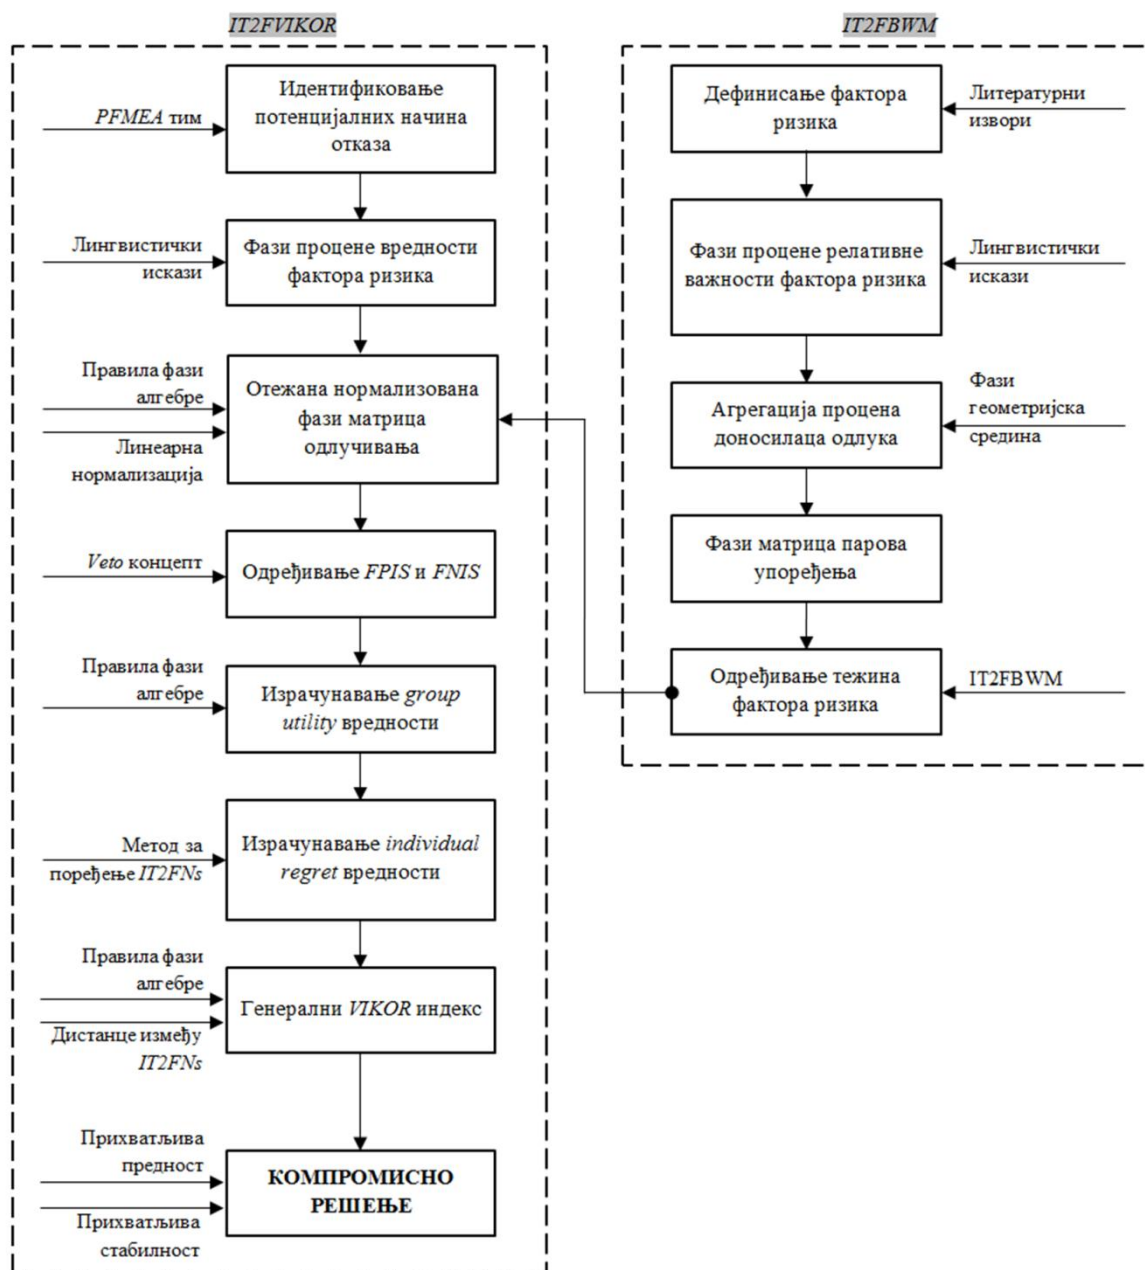 IT2FVIKOR
PFMEA тим
Идентификовање
потенцијалних начина
отказа
Лингвистички
искази
Фази процене вредности
фактора ризика
Правила фази
алгебре
Линеарна
нормализација
Отежана нормализована
фази матрица
одлучивања
Veto концепт
Одређивање FPIS и FNIS
Правила фази
алгебре
Израчунавање group
utility вредности
Метод за
поређење IT2FNs
Израчунавање individual
regret вредности
Правила фази
алгебре
Дистанце између
IT2FNs
Генерални VIKOR индекс
Прихватљива
предност
Прихватљива
стабилност
КОМПРОМИСНО
РЕШЕЊЕ
IT2FBWM
Дефинисање фактора
ризика
Литературни
извори
Фази процене релативне
важности фактора ризика
Лингвистички
искази
Агрегација процена
доносилаца одлука
Фази
геометријска
средина
Фази матрица парова
упоређења
Одређивање тежина
фактора ризика
IT2FBWM